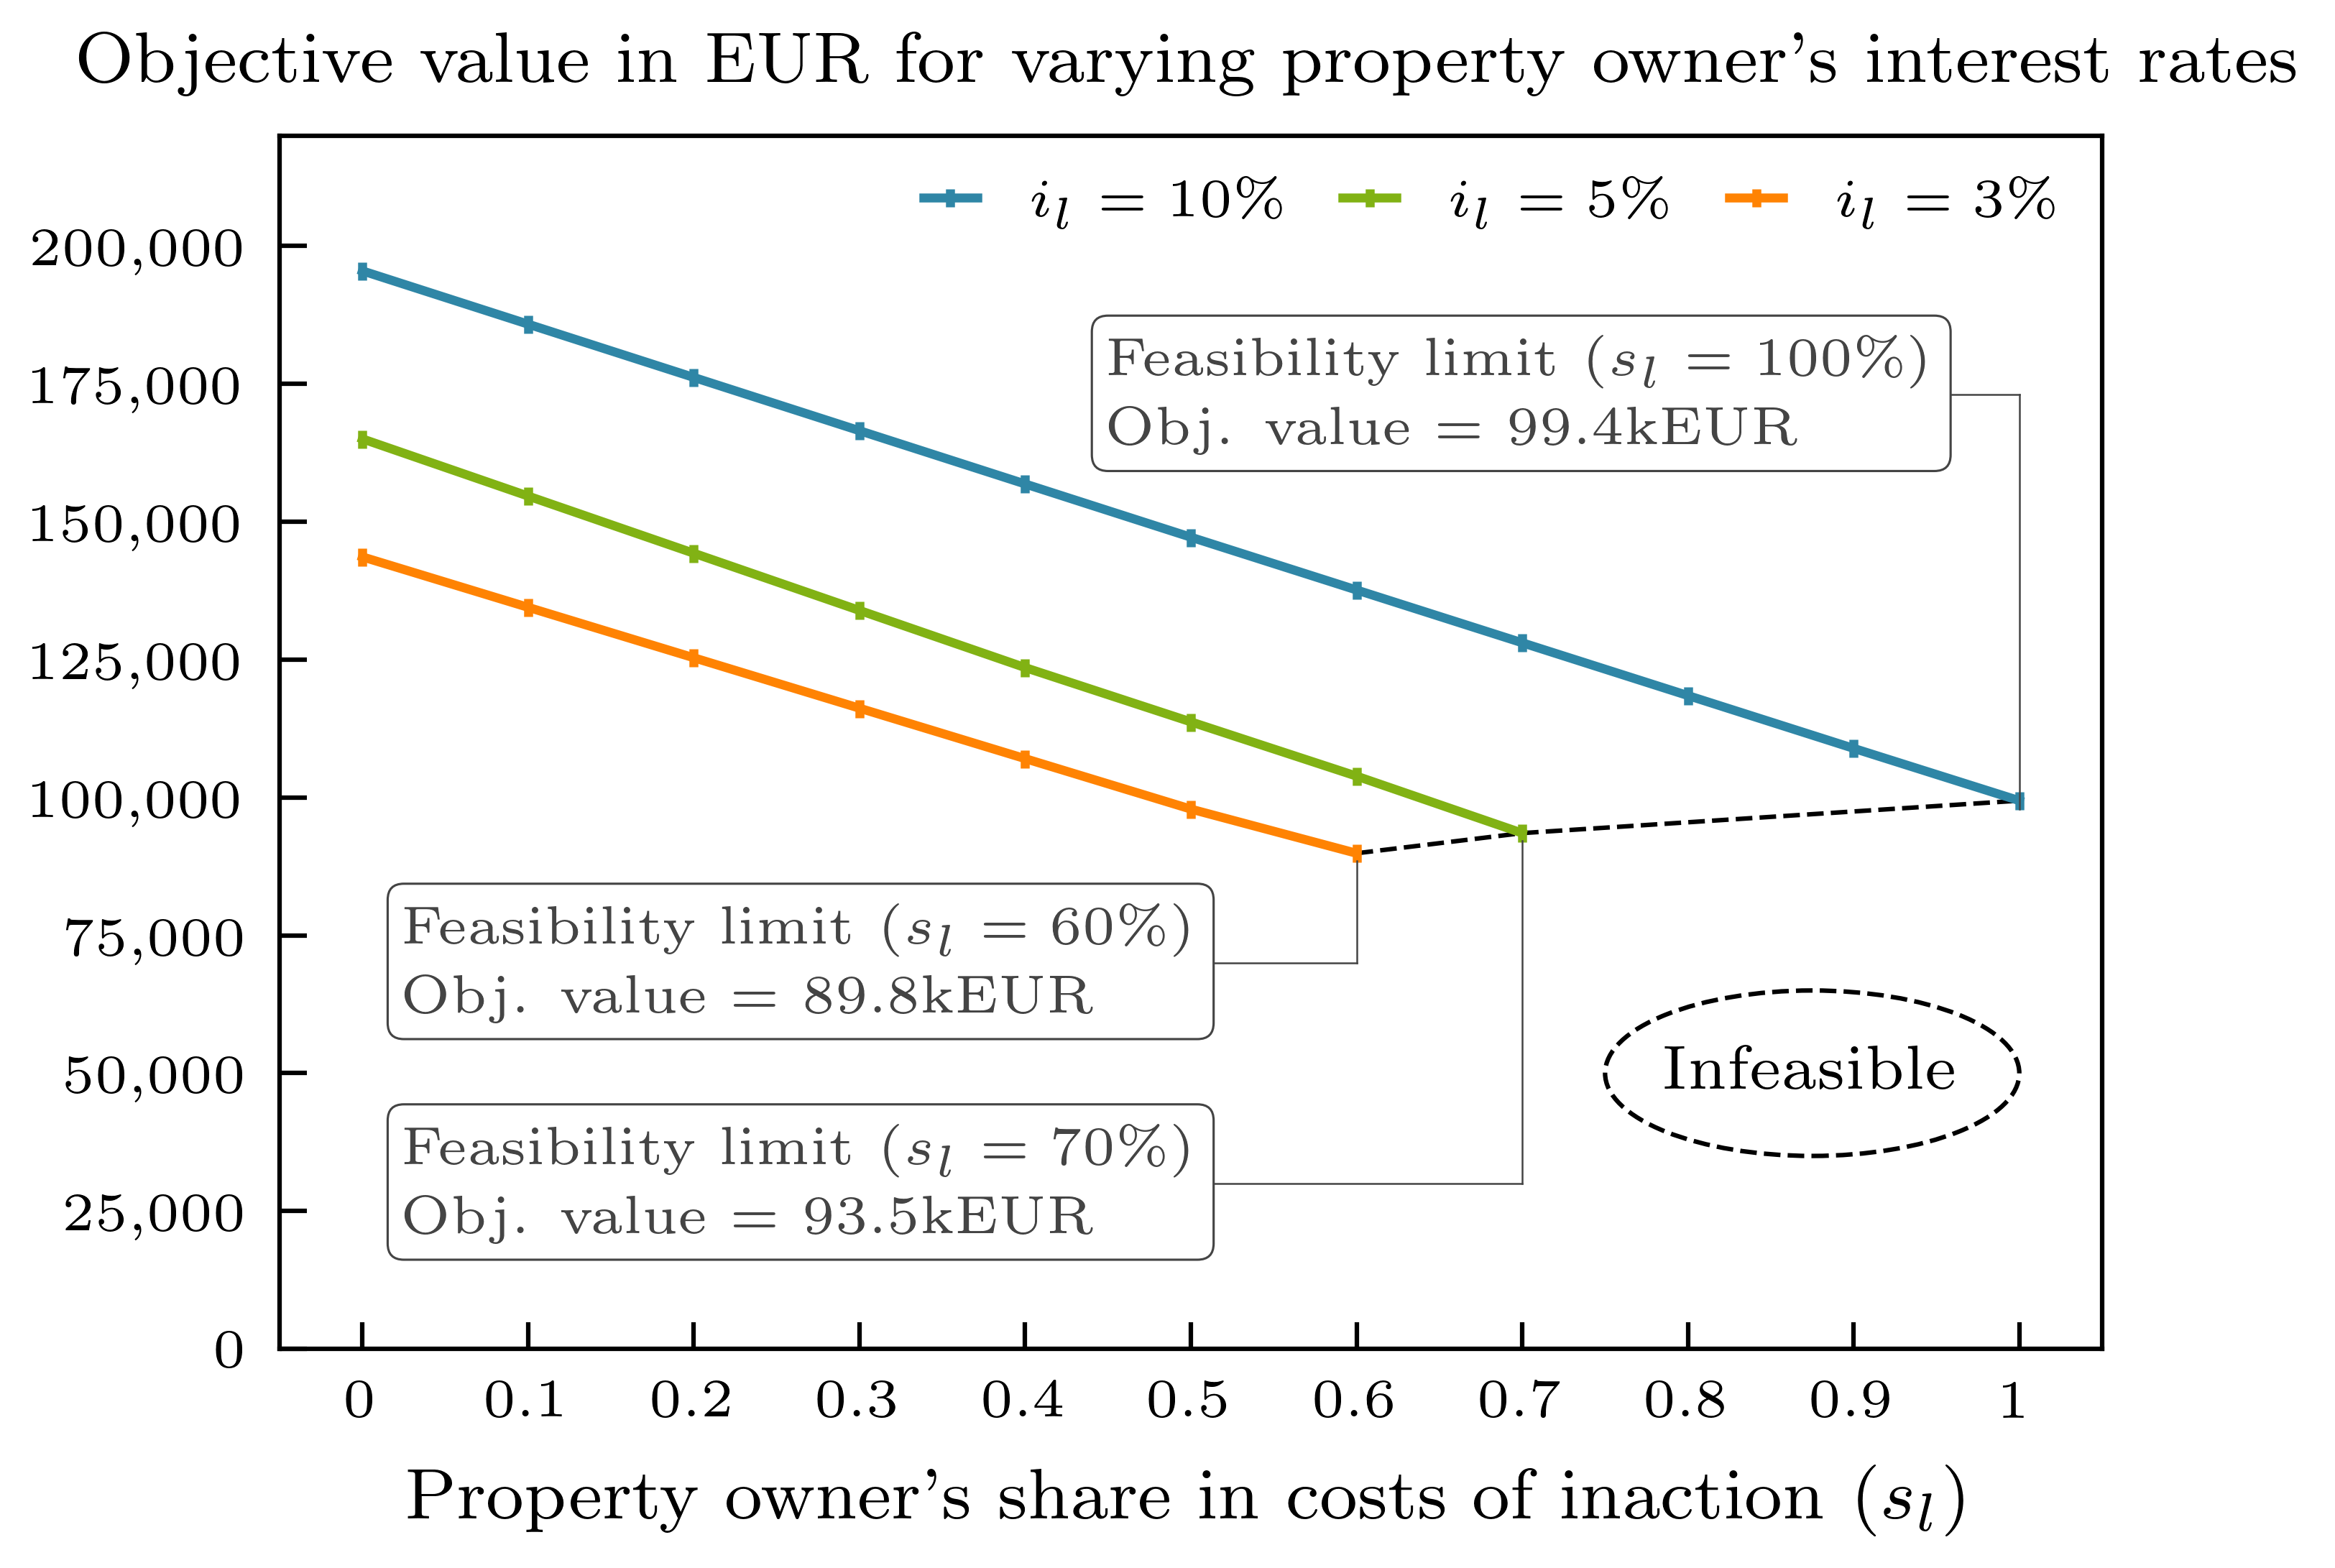 Objective value in EUR for varying property owner’s interest rates
i_l = 10% i_l = 5% i_l = 3%
200,000
175,000
150,000
125,000
100,000
75,000
50,000
25,000
0
Feasibility limit (s_l = 100%)
Obj. value = 99.4kEUR
Feasibility limit (s_l = 60%)
Obj. value = 89.8kEUR
Infeasible
Feasibility limit (s_l = 70%)
Obj. value = 93.5kEUR
0 0.1 0.2 0.3 0.4 0.5 0.6 0.7 0.8 0.9 1
Property owner’s share in costs of inaction (s_l)